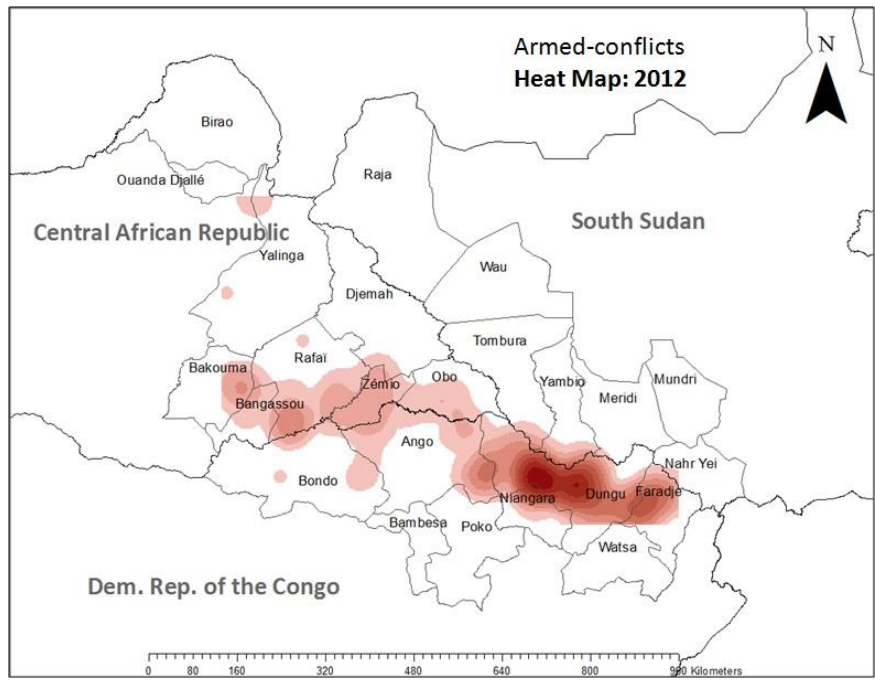 Armed-conflicts
Heat Map: 2012
N
Birao
Ouanda Djallé
Raja
Central African Republic
South Sudan
Yalinga
Wau
Djemah
Tombura
Rafaï
Bakouma
Zémio
Obo
Yambio
Mundri
Meridi
Bangassou
Ango
Nahr Yei
Bondo
Niangara
Dungu
Faradje
Bambesa
Poko
Watsa
Dem. Rep. of the Congo
0 80 160 320 480 640 800 960 Kilometers